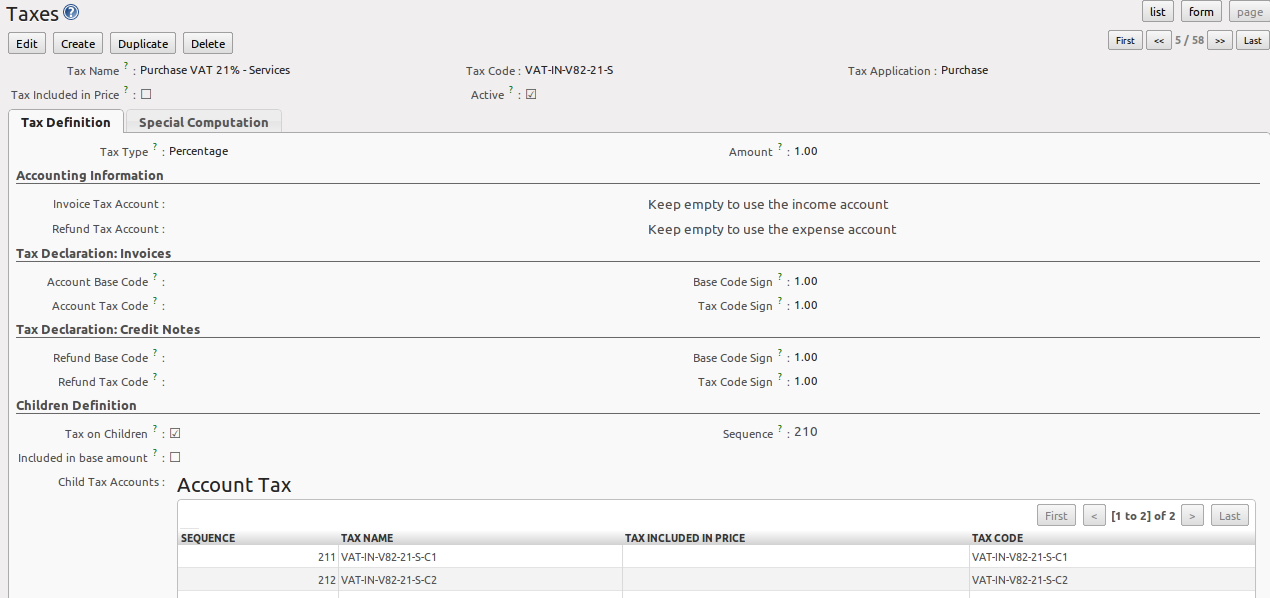 Taxes ?
list form page
Edit Create Duplicate Delete
First << 5 / 58 >> Last
Tax Name ? : Purchase VAT 21% - Services Tax Code : VAT-IN-V82-21-S Tax Application : Purchase
Tax Included in Price ? : ☐ Active ? : ☑
Tax Definition Special Computation
Tax Type ? : Percentage Amount ? : 1.00
Accounting Information
Invoice Tax Account : Keep empty to use the income account
Refund Tax Account : Keep empty to use the expense account
Tax Declaration: Invoices
Account Base Code ? : Base Code Sign ? : 1.00
Account Tax Code ? : Tax Code Sign ? : 1.00
Tax Declaration: Credit Notes
Refund Base Code ? : Base Code Sign ? : 1.00
Refund Tax Code ? : Tax Code Sign ? : 1.00
Children Definition
Tax on Children ? : ☑ Sequence ? : 210
Included in base amount ? : ☐
Child Tax Accounts : Account Tax
First < [1 to 2] of 2 > Last
SEQUENCE TAX NAME TAX INCLUDED IN PRICE TAX CODE
211 VAT-IN-V82-21-S-C1 VAT-IN-V82-21-S-C1
212 VAT-IN-V82-21-S-C2 VAT-IN-V82-21-S-C2